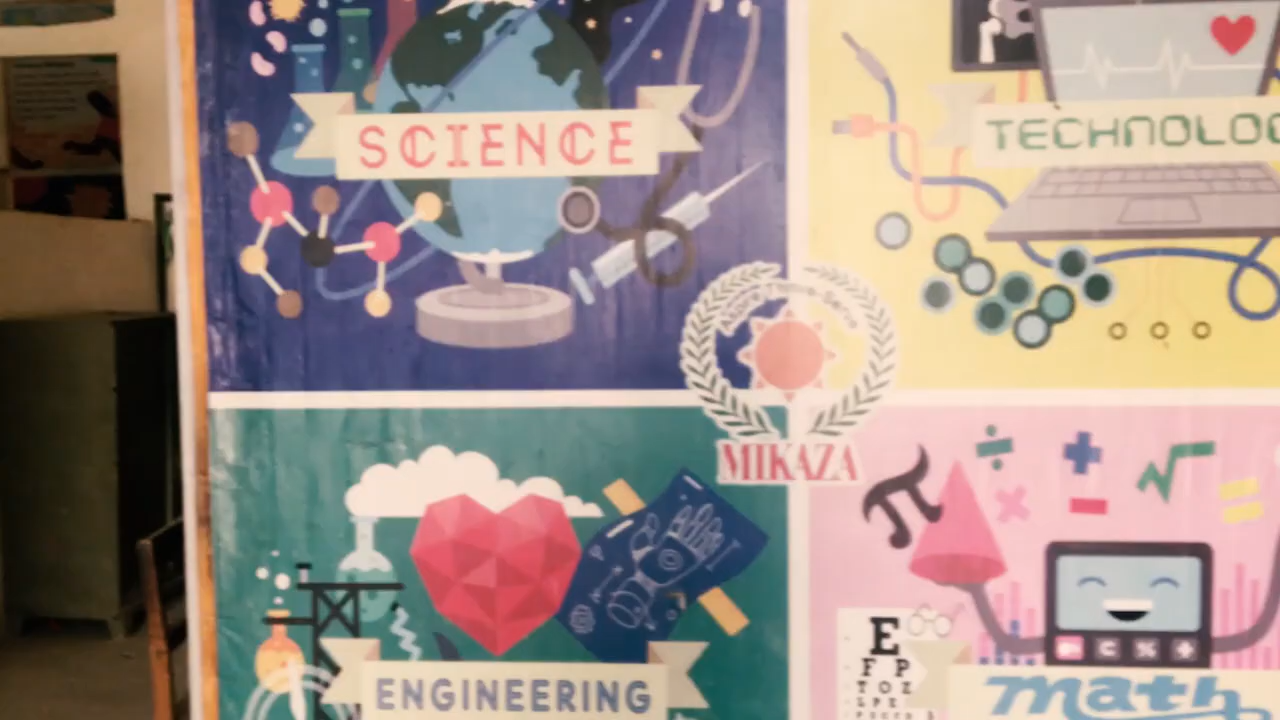 SCIENCE
TECHNOLOG
MIKAZA
ENGINEERING
math
E
F P
T O Z